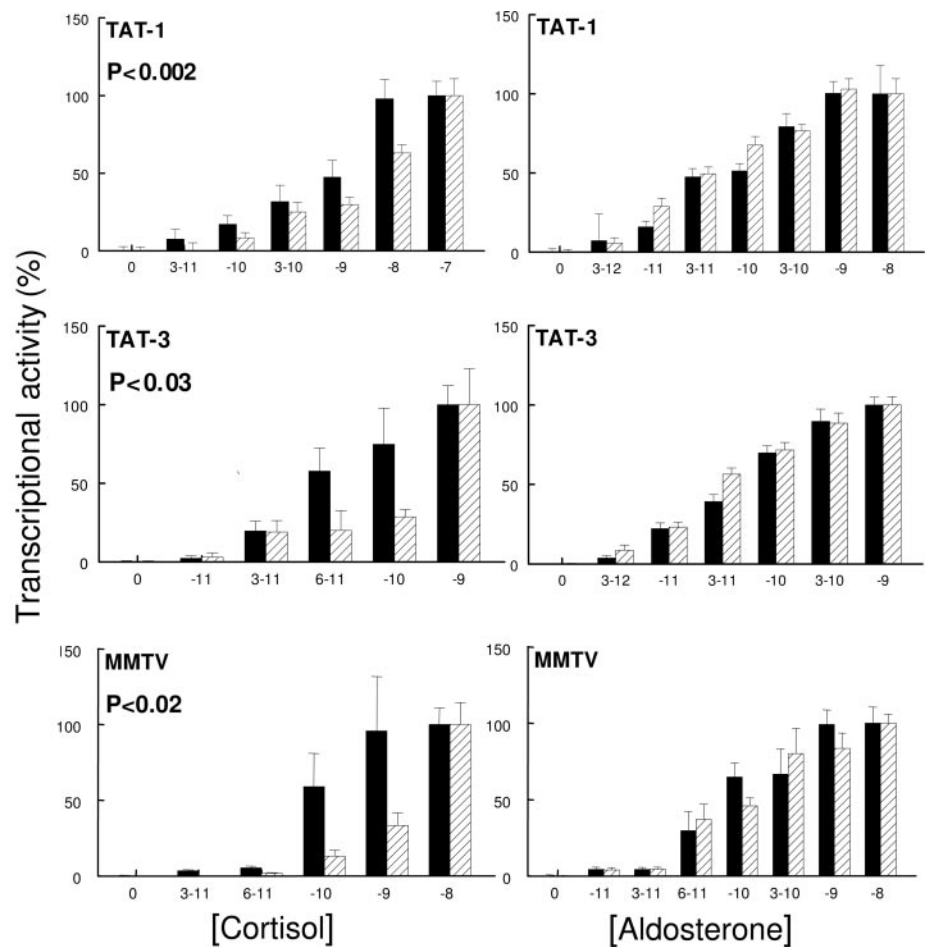 Transcriptional activity (%)
TAT-1
P<0.002
150
100
50
0
0 3-11 -10 3-10 -9 -8 -7
TAT-1
150
100
50
0
0 3-12 -11 3-11 -10 3-10 -9 -8
TAT-3
P<0.03
150
100
50
0
0 -11 3-11 6-11 -10 -9
TAT-3
150
100
50
0
0 3-12 -11 3-11 -10 3-10 -9
MMTV
P<0.02
150
100
50
0
0 3-11 6-11 -10 -9 -8
[Cortisol]
MMTV
150
100
50
0
0 -11 3-11 6-11 -10 3-10 -9 -8
[Aldosterone]